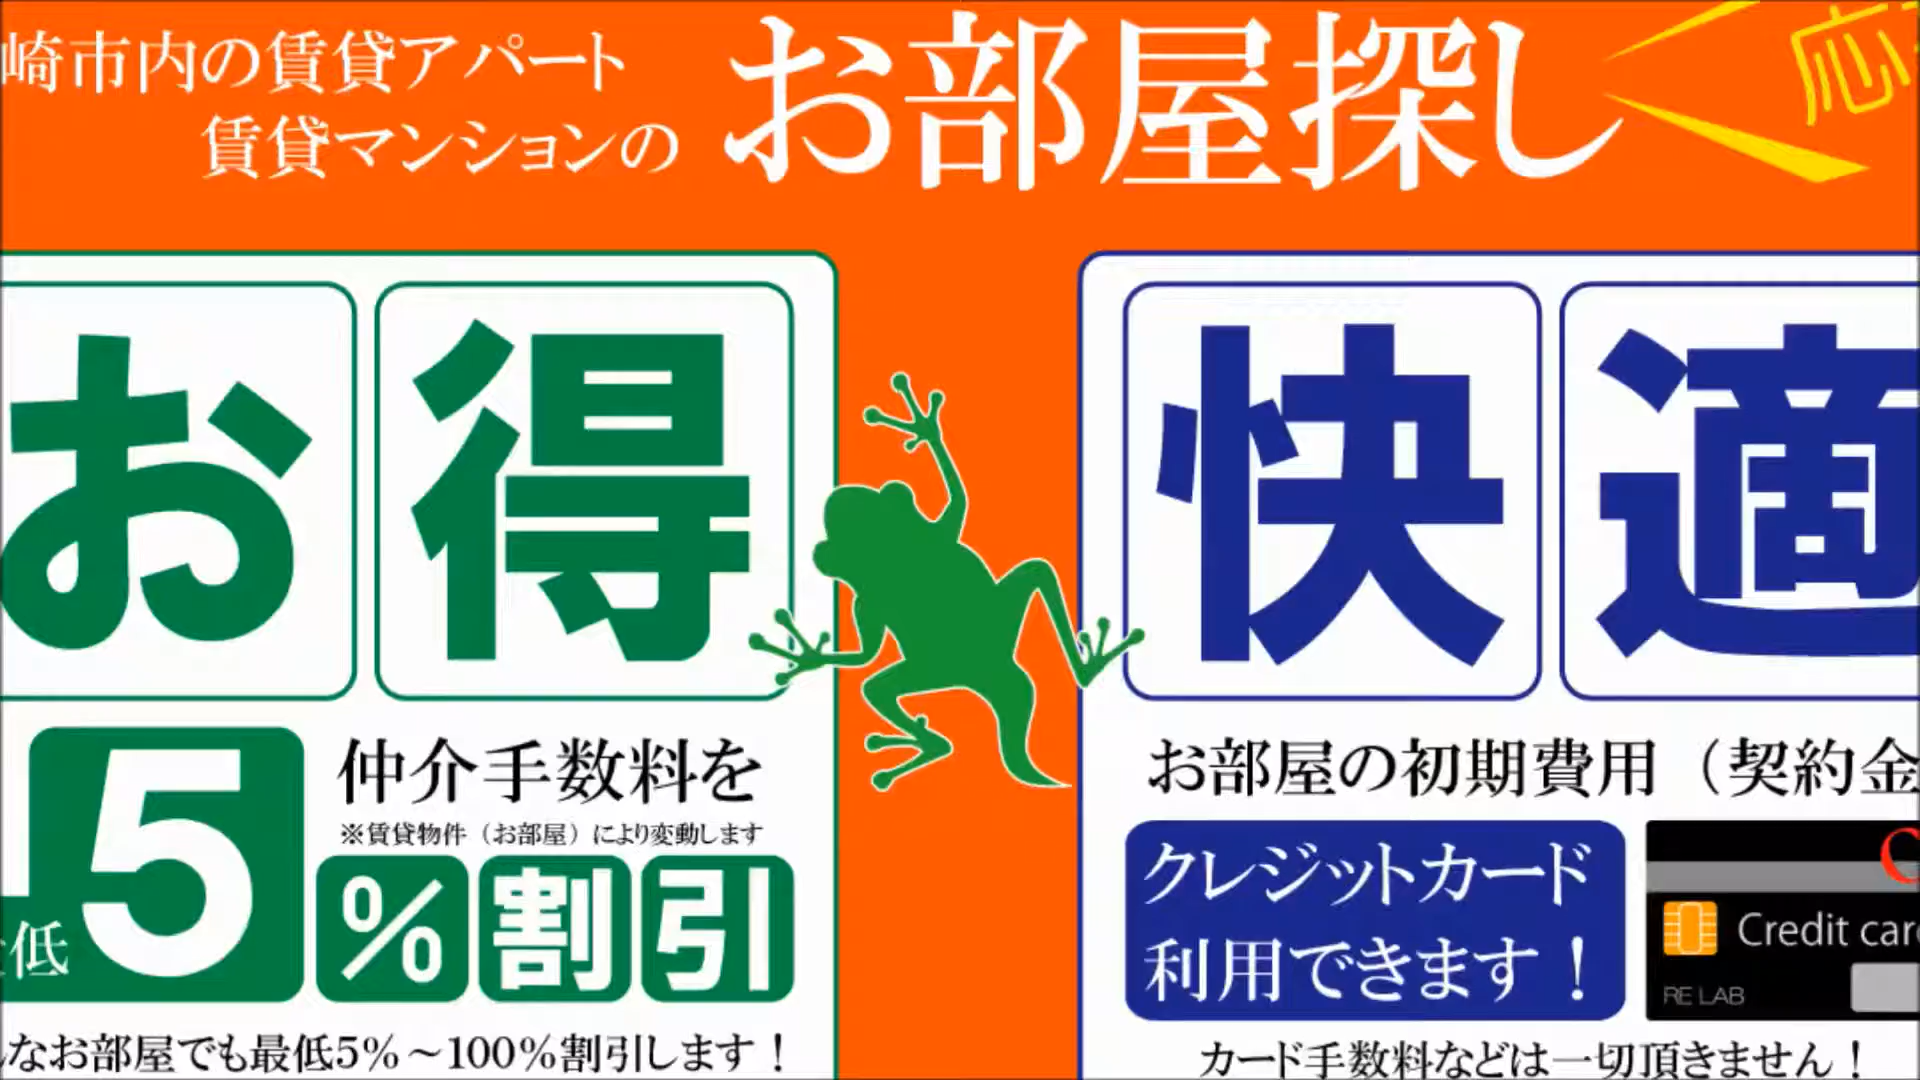 崎市内の賃貸アパート
賃貸マンションの
お部屋探し
応
お得
快適
5
低
仲介手数料を
※賃貸物件（お部屋）により変動します
％割引
なお部屋でも最低5％～100％割引します！
お部屋の初期費用（契約金
クレジットカード
利用できます！
Credit card
RE LAB
カード手数料などは一切頂きません！